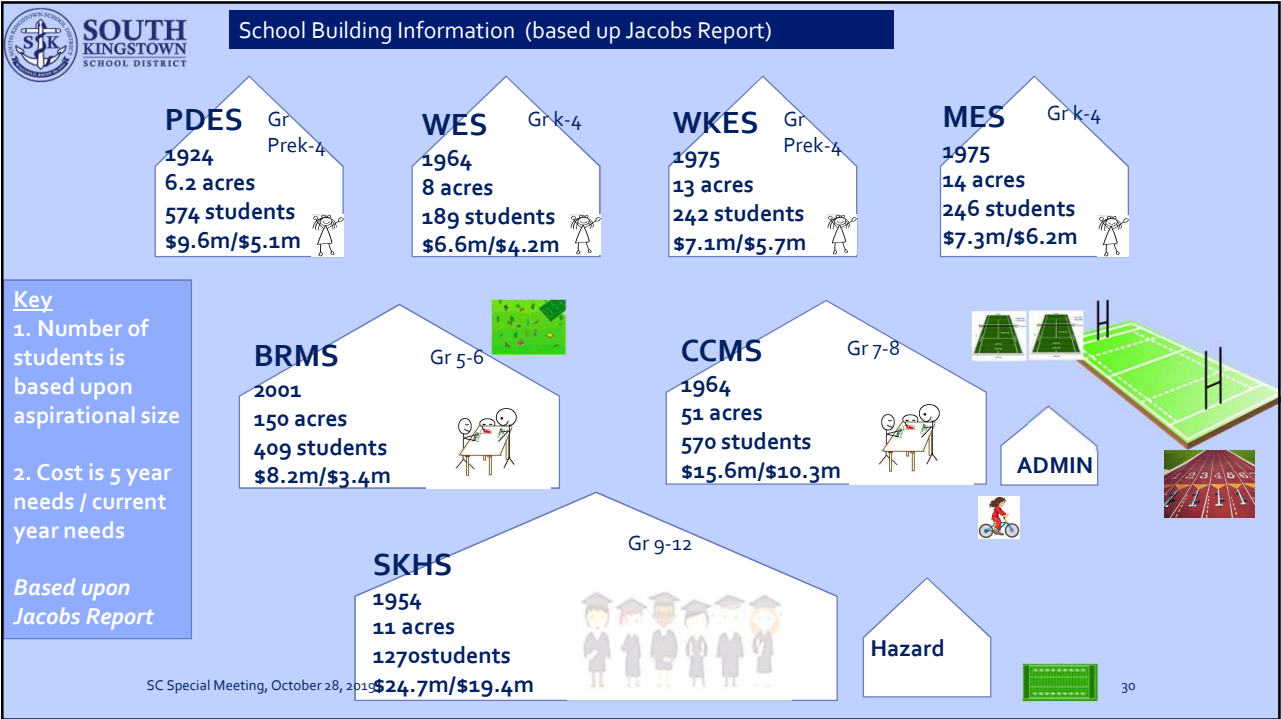 SOUTH
KINGSTOWN
SCHOOL DISTRICT
School Building Information (based up Jacobs Report)
PDES
Gr
Prek-4
1924
6.2 acres
574 students
$9.6m/$5.1m
WES
Gr k-4
1964
8 acres
189 students
$6.6m/$4.2m
WKES
Gr
Prek-4
1975
13 acres
242 students
$7.1m/$5.7m
MES
Gr k-4
1975
14 acres
246 students
$7.3m/$6.2m
Key
1. Number of
students is
based upon
aspirational size
2. Cost is 5 year
needs / current
year needs
Based upon
Jacobs Report
BRMS
Gr 5-6
2001
150 acres
409 students
$8.2m/$3.4m
CCMS
Gr 7-8
1964
51 acres
570 students
$15.6m/$10.3m
ADMIN
SKHS
Gr 9-12
1954
11 acres
1270students
$24.7m/$19.4m
Hazard
SC Special Meeting, October 28, 2019
30